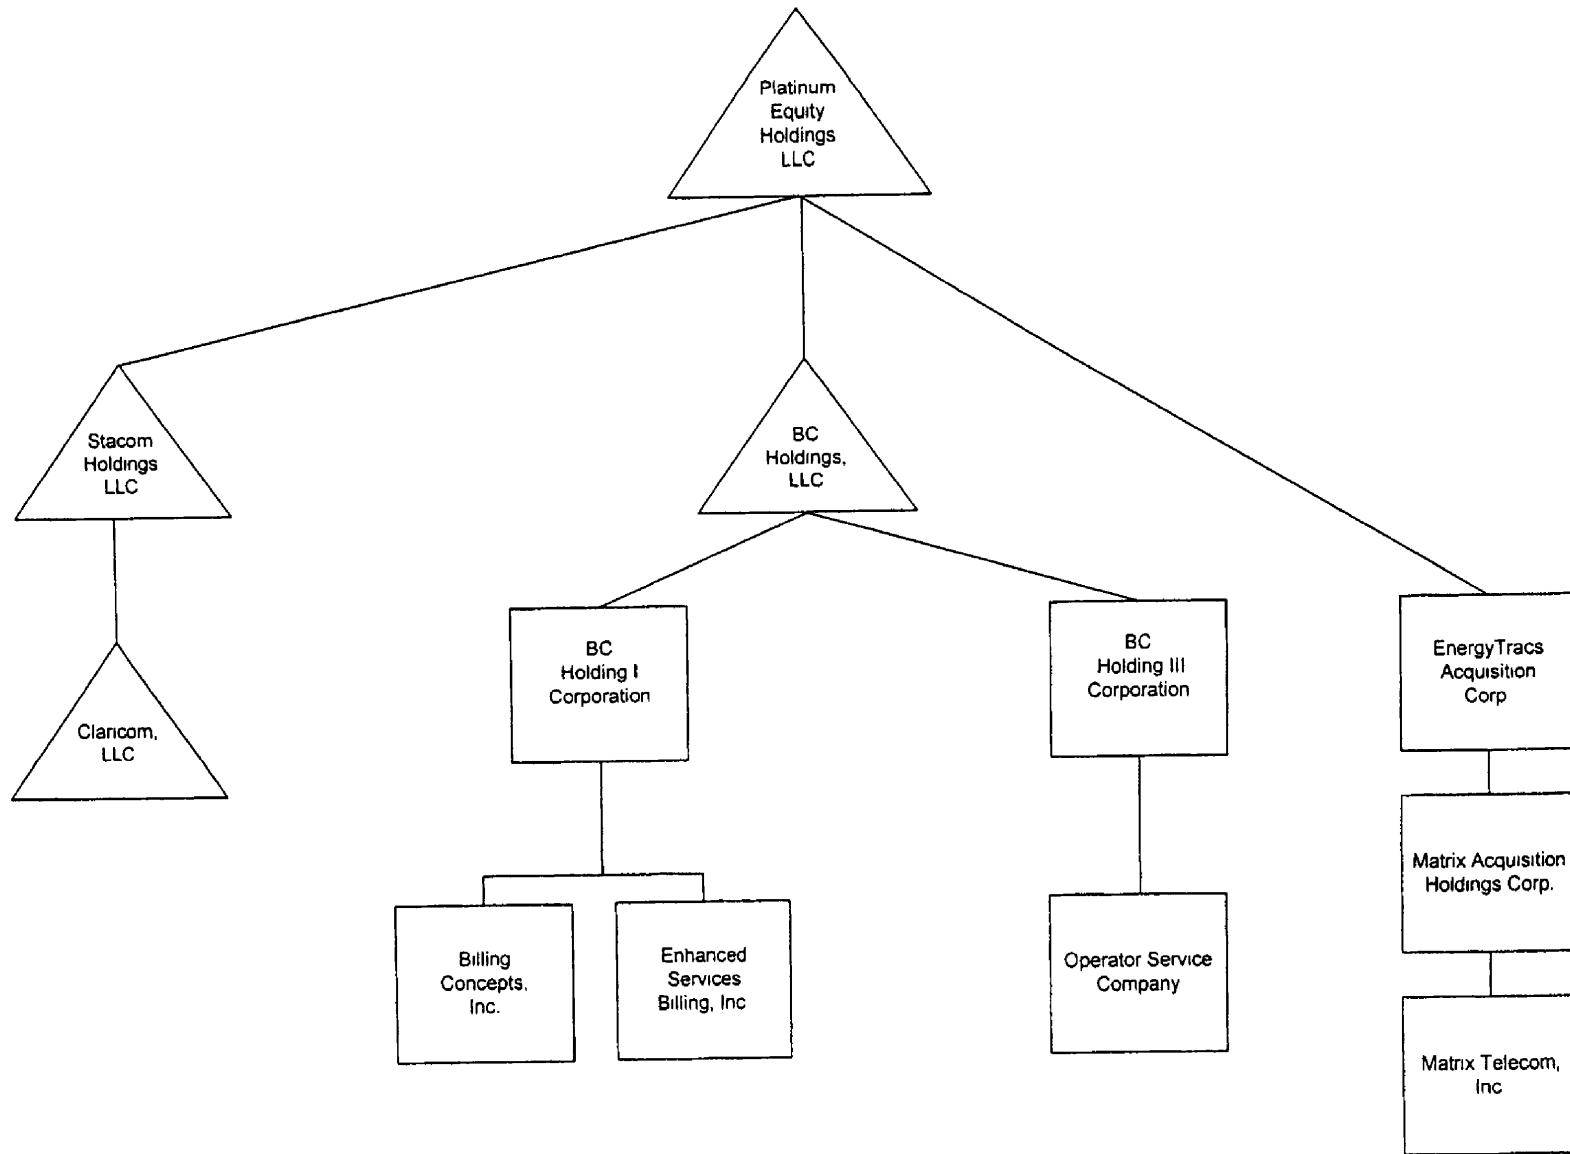 Platinum
Equity
Holdings
LLC
Stacom
Holdings
LLC
BC
Holdings,
LLC
Claricom,
LLC
BC
Holding I
Corporation
BC
Holding III
Corporation
EnergyTracs
Acquisition
Corp
Matrix Acquisition
Holdings Corp.
Billing
Concepts,
Inc.
Enhanced
Services
Billing, Inc
Operator Service
Company
Matrix Telecom,
Inc